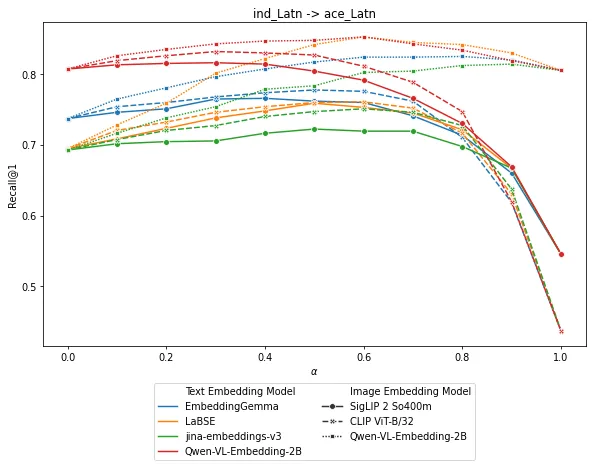 ind_Latn -> ace_Latn
Recall@1
0.8
0.7
0.6
0.5
0.0
0.2
0.4
0.6
0.8
1.0
α
Text Embedding Model
EmbeddingGemma
LaBSE
jina-embeddings-v3
Qwen-VL-Embedding-2B
Image Embedding Model
SigLIP 2 So400m
CLIP ViT-B/32
Qwen-VL-Embedding-2B